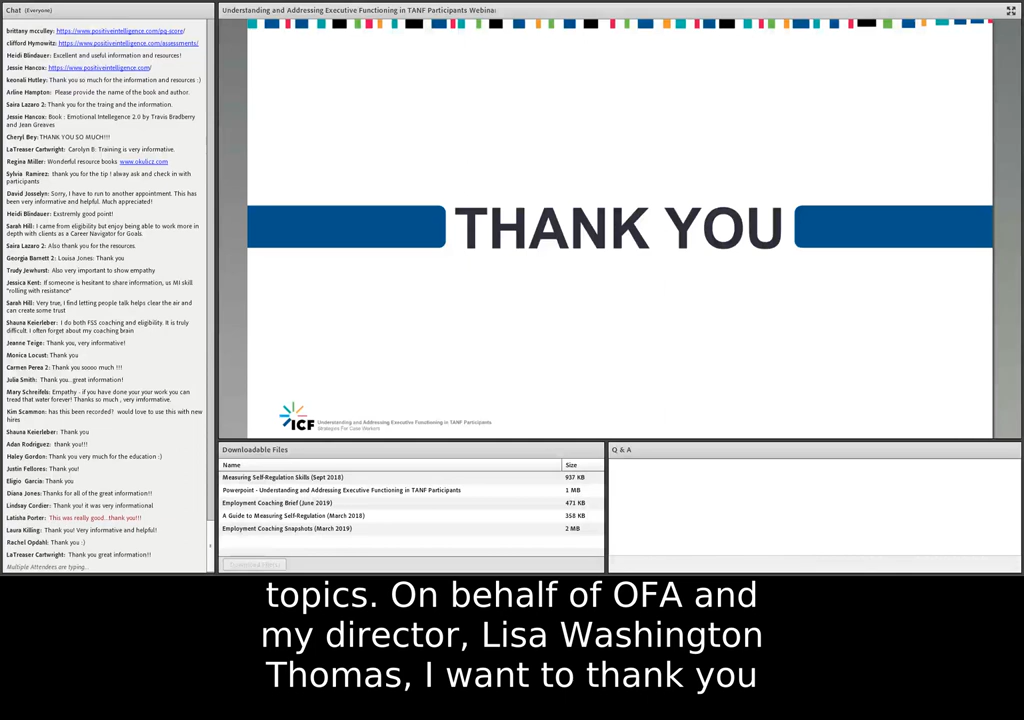 Chat (Everyone)
brittany mcculley: https://www.positiveintelligence.com/pq-score/
clifford Hymowitz: https://www.positiveintelligence.com/assessments/
Heidi Blindauer: Excellent and useful information and resources!
Jessie Hancox: https://www.positiveintelligence.com/
keonali Hutley: Thank you so much for the information and resources :)
Arline Hampton: Please provide the name of the book and author.
Saira Lazaro 2: Thank you for the traing and the information.
Jessie Hancox: Book : Emotional Intellegence 2.0 by Travis Bradberry
and Jean Greaves
Cheryl Bey: THANK YOU SO MUCH!!!
LaTreaser Cartwright: Carolyn B: Training is very informative.
Regina Miller: Wonderful resource books www.okulicz.com
Sylvia Ramirez: thank you for the tip ! alway ask and check in with
participants
David Josselyn: Sorry, I have to run to another appointment. This has
been very informative and helpful. Much appreciated!
Heidi Blindauer: Exstremly good point!
Sarah Hill: I came from eligibility but enjoy being able to work more in
depth with clients as a Career Navigator for Goals.
Saira Lazaro 2: Also thank you for the resources.
Georgia Barnett 2: Louisa Jones: Thank you
Trudy Jewhurst: Also very important to show empathy
Jessica Kent: If someone is hesitant to share information, us MI skill
"rolling with resistance"
Sarah Hill: Very true, I find letting people talk helps clear the air and
can create some trust
Shauna Keierleber: I do both FSS coaching and eligibility. It is truly
difficult. I often forget about my coaching brain
Jeanne Teige: Thank you, very informative!
Monica Locust: Thank you
Carmen Perea 2: Thank you soooo much !!!
Julia Smith: Thank you...great information!
Mary Schreifels: Empathy - if you have done your your work you can
tread that water forever! Thanks so much , very imformative.
Kim Scammon: has this been recorded? would love to use this with new
hires
Shauna Keierleber: Thank you
Adan Rodriguez: thank you!!!
Haley Gordon: Thank you very much for the education :)
Justin Fellores: Thank you!
Eligio Garcia: Thank you
Diana Jones: Thanks for all of the great information!!
Lindsay Cordier: Thank you! it was very informational
Latisha Porter: This was really good...thank you!!!
Laura Killing: Thank you! Very informative and helpful!
Rachel Opdahl: Thank you :)
LaTreaser Cartwright: Thank you great information!!
Multiple Attendees are typing...
Understanding and Addressing Executive Functioning in TANF Participants Webinar
THANK YOU
ICF
Understanding and Addressing Executive Functioning in TANF Participants
Strategies For Case Workers
Downloadable Files
Name Size
Measuring Self-Regulation Skills (Sept 2018) 937 KB
Powerpoint - Understanding and Addressing Executive Functioning in TANF Participants 1 MB
Employment Coaching Brief (June 2019) 471 KB
A Guide to Measuring Self-Regulation (March 2018) 358 KB
Employment Coaching Snapshots (March 2019) 2 MB
Q & A
topics. On behalf of OFA and
my director, Lisa Washington
Thomas, I want to thank you